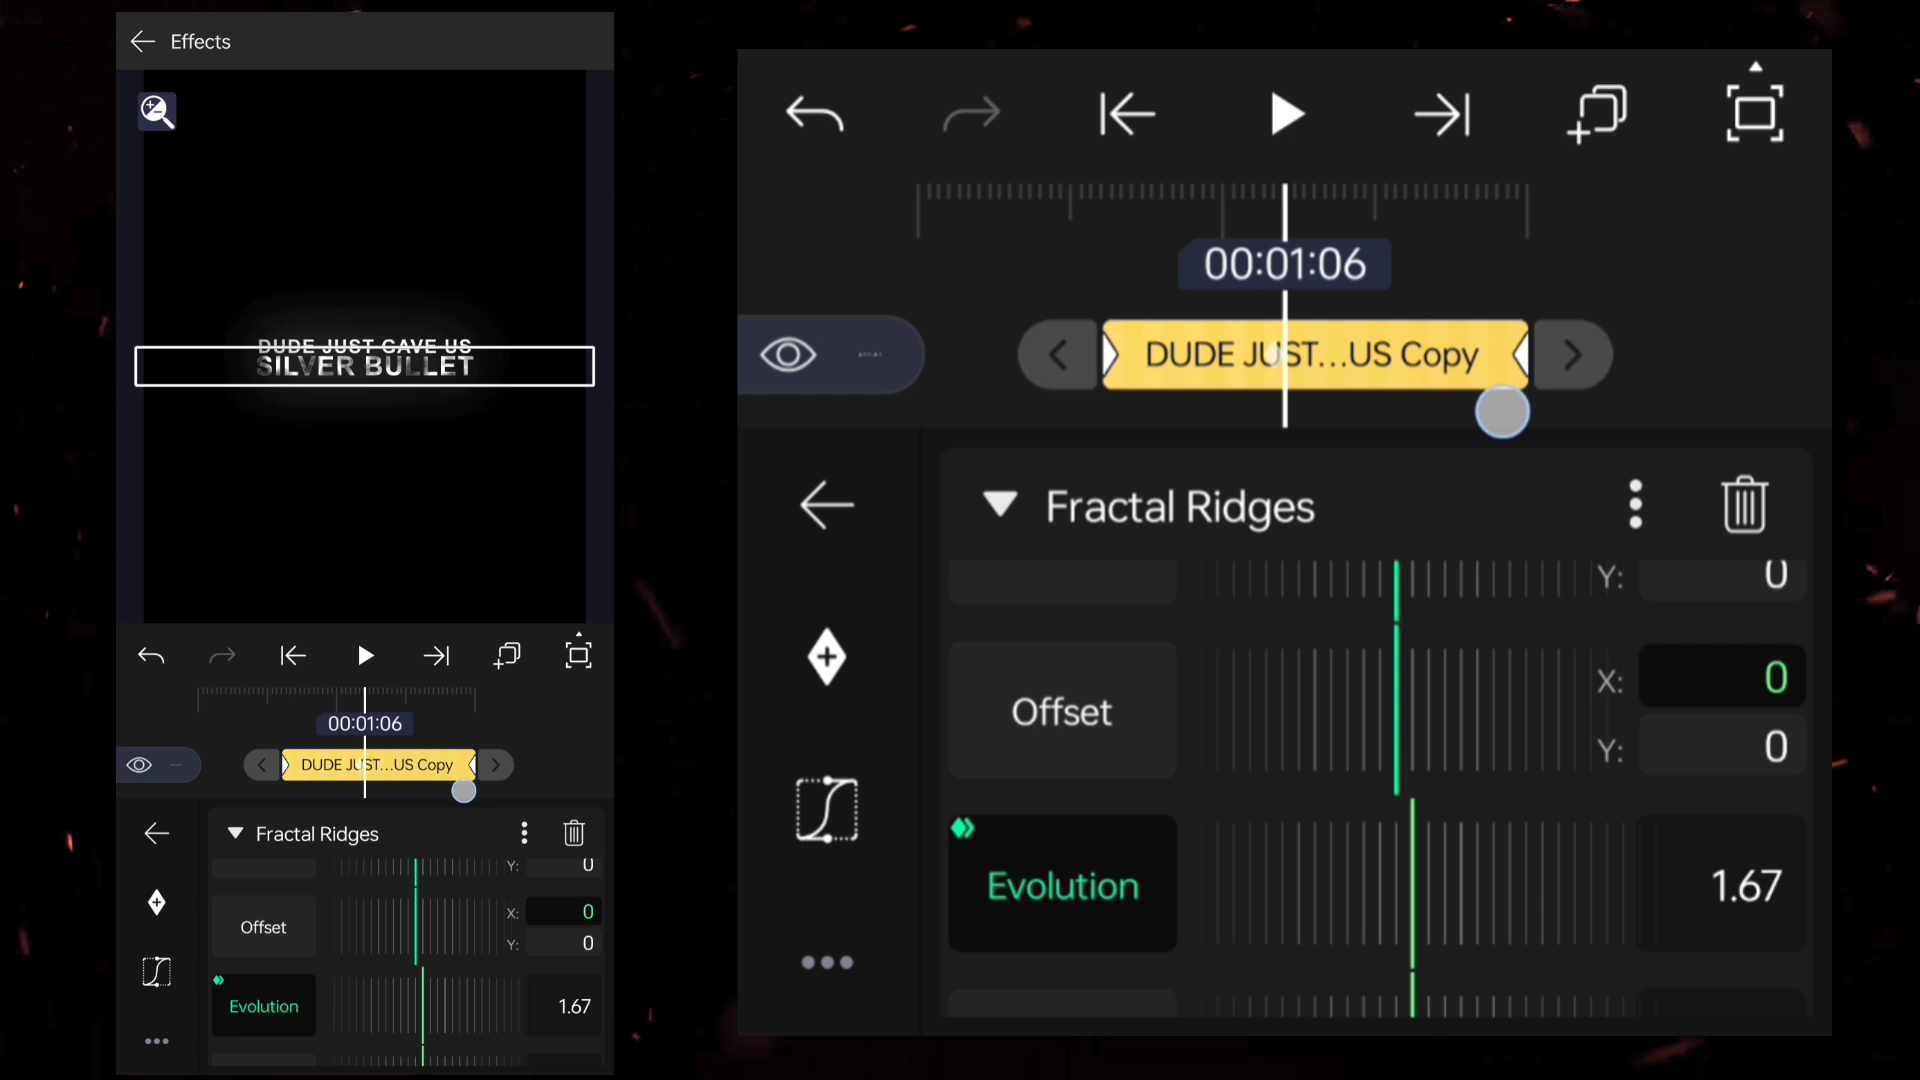 Effects
DUDE JUST GAVE US
SILVER BULLET
00:01:06
DUDE JUST...US Copy
Fractal Ridges
Y: 0
Offset
X: 0
Y: 0
Evolution
1.67
00:01:06
DUDE JUST...US Copy
Fractal Ridges
Y: 0
Offset
X: 0
Y: 0
Evolution
1.67